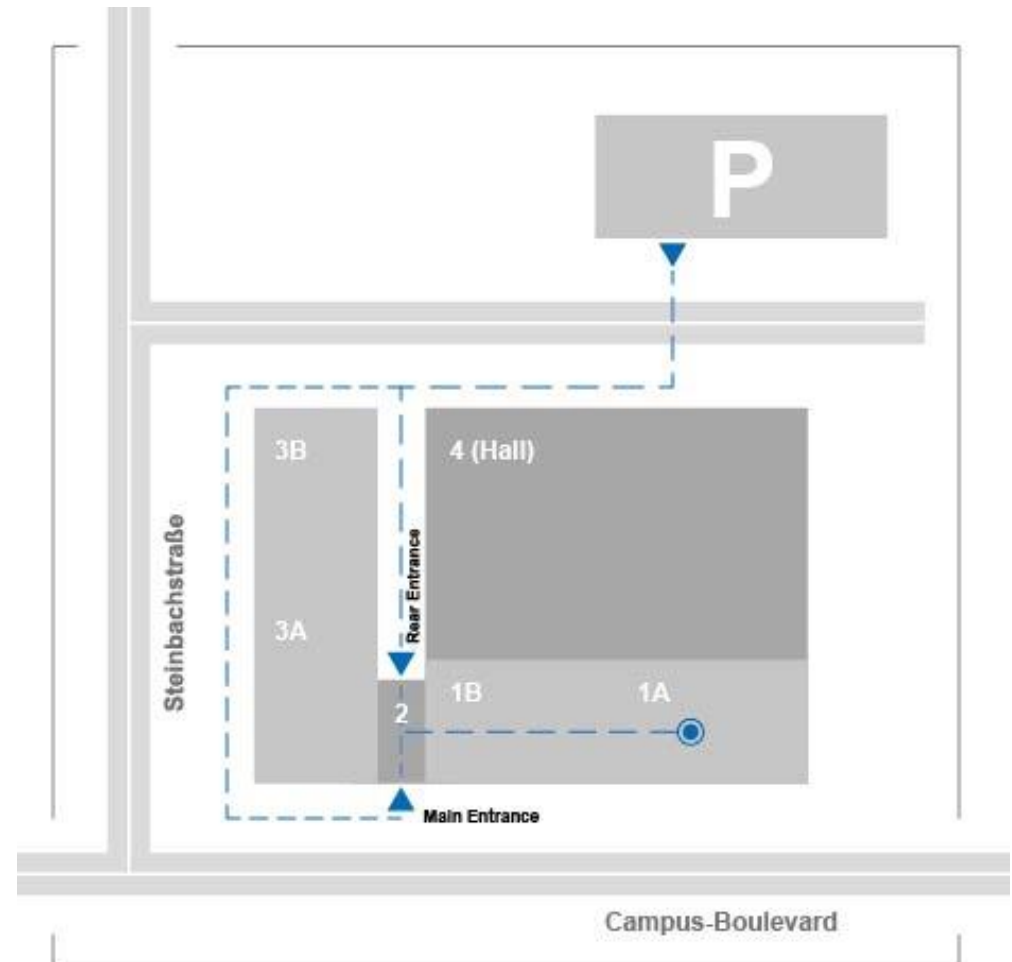 P
3B
4 (Hall)
Steinbachstraße
Rear Entrance
3A
1B
1A
2
Main Entrance
Campus-Boulevard